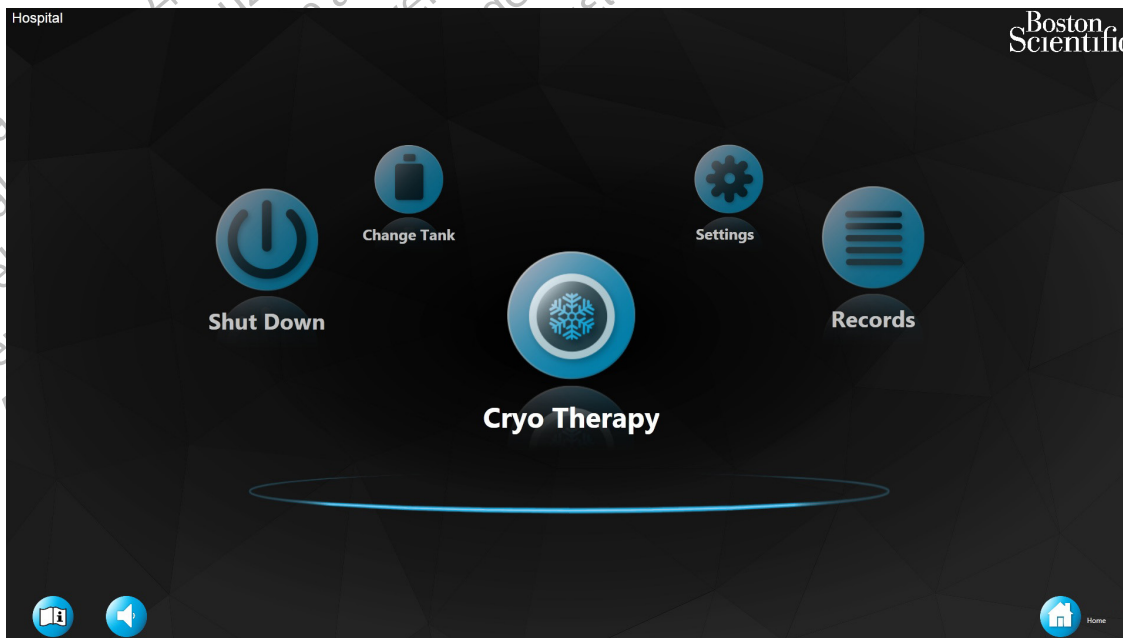 Hospital
Boston
Scientific
Change Tank
Settings
Shut Down
Records
Cryo Therapy
Home